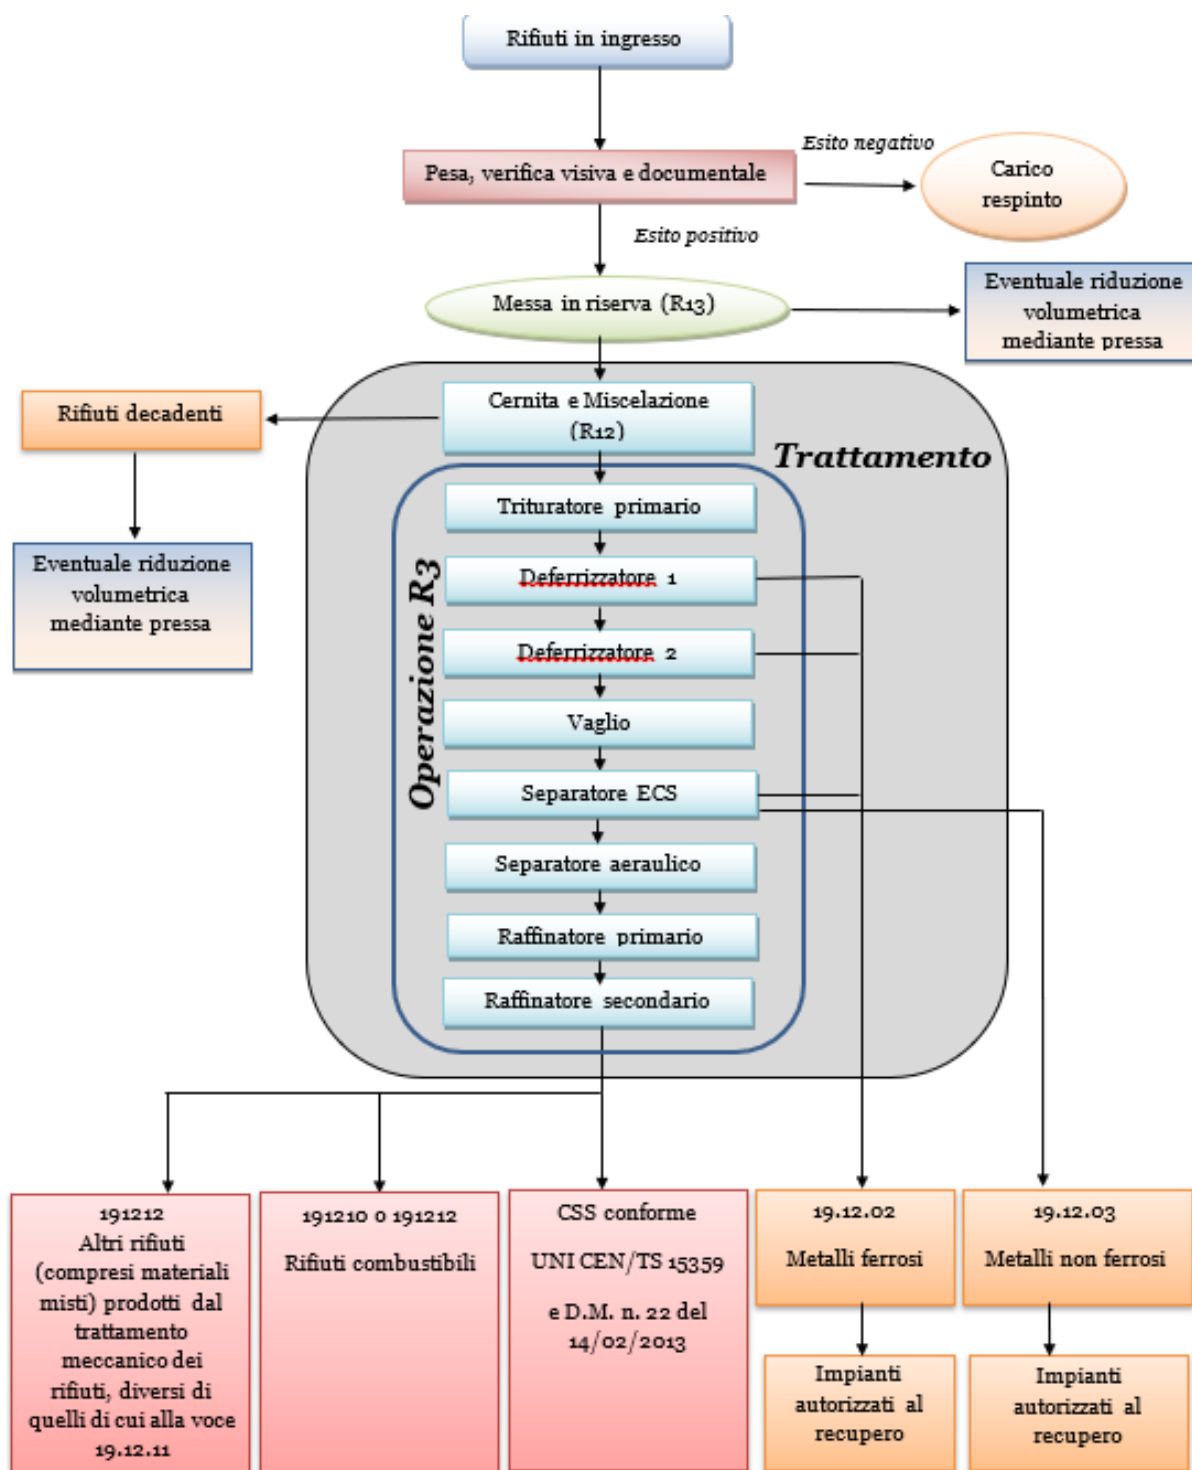 Rifiuti in ingresso
Esito negativo
Pesa, verifica visiva e documentale
Carico
respinto
Esito positivo
Messa in riserva (R13)
Eventuale riduzione
volumetrica
mediante pressa
Rifiuti decadenti
Cernita e Miscelazione
(R12)
Trattamento
Eventuale riduzione
volumetrica
mediante pressa
Operazione R3
Trituratore primario
Deferrizzatore 1
Deferrizzatore 2
Vaglio
Separatore ECS
Separatore aeraulico
Raffinatore primario
Raffinatore secondario
191212
Altri rifiuti
(compresi materiali
misti) prodotti dal
trattamento
meccanico dei
rifiuti, diversi di
quelli di cui alla voce
19.12.11
191210 o 191212
Rifiuti combustibili
CSS conforme
UNI CEN/TS 15359
e D.M. n. 22 del
14/02/2013
19.12.02
Metalli ferrosi
19.12.03
Metalli non ferrosi
Impianti
autorizzati al
recupero
Impianti
autorizzati al
recupero